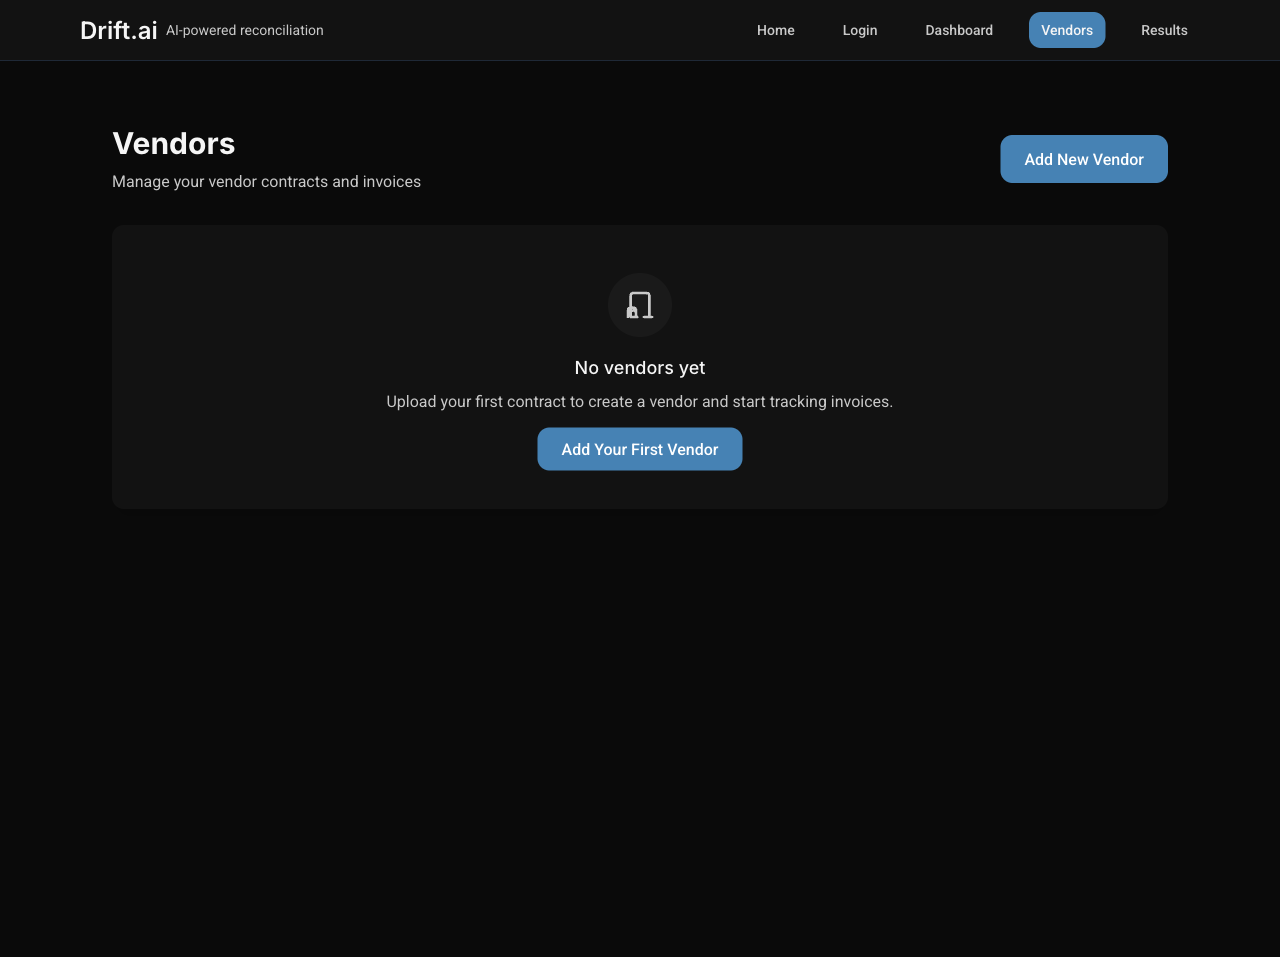 Drift.ai AI-powered reconciliation Home Login Dashboard Vendors Results
Vendors
Manage your vendor contracts and invoices
Add New Vendor
No vendors yet
Upload your first contract to create a vendor and start tracking invoices.
Add Your First Vendor